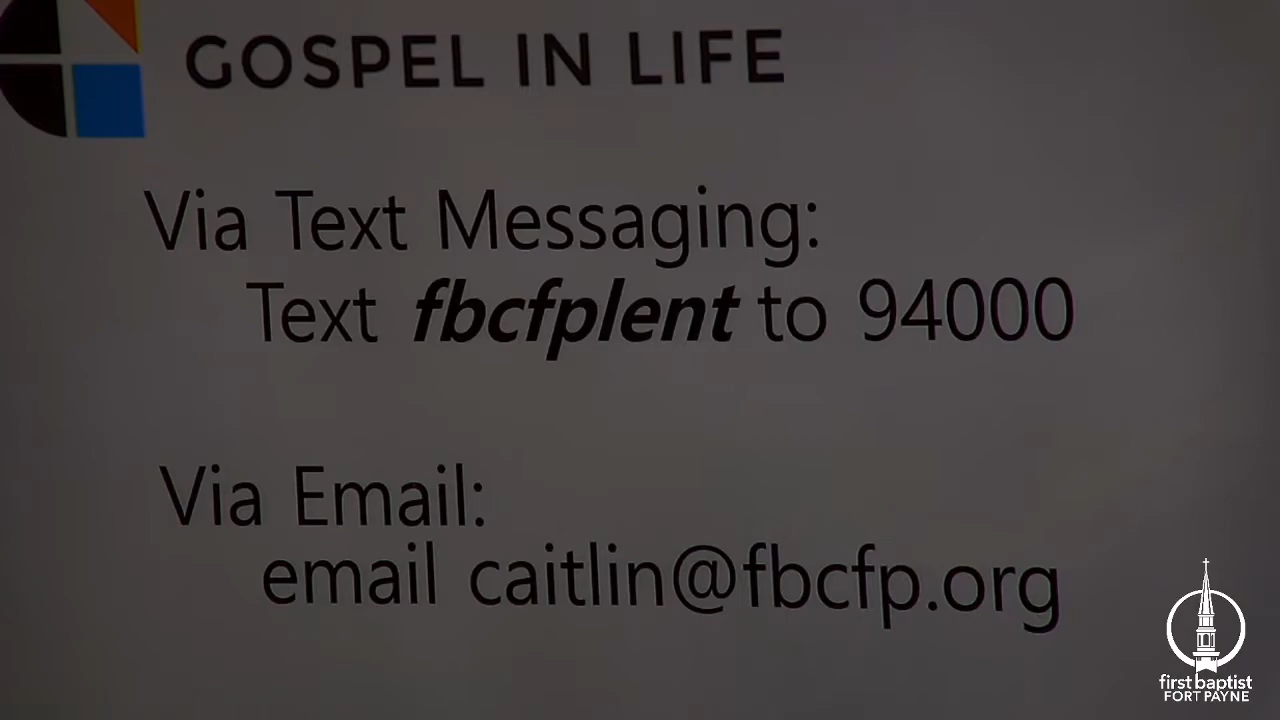 GOSPEL IN LIFE
Via Text Messaging:
Text fbcfplent to 94000
Via Email:
email caitlin@fbcfp.org
first baptist
FORT PAYNE